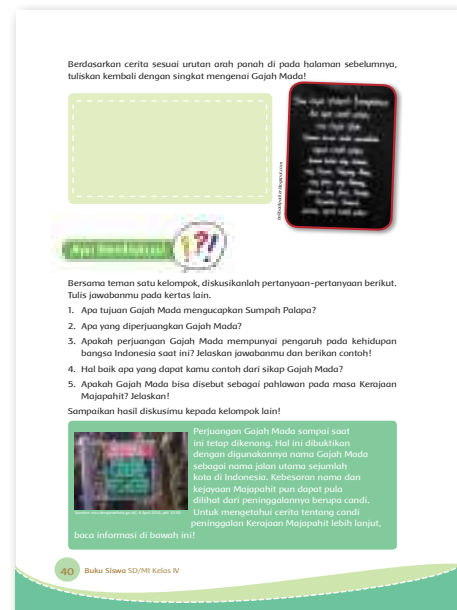 Berdasarkan cerita sesuai urutan arah panah di pada halaman sebelumnya,
tuliskan kembali dengan singkat mengenai Gajah Mada!
Ayo Berdiskusi
?!
Bersama teman satu kelompok, diskusikanlah pertanyaan-pertanyaan berikut.
Tulis jawabanmu pada kertas lain.
1. Apa tujuan Gajah Mada mengucapkan Sumpah Palapa?
2. Apa yang diperjuangkan Gajah Mada?
3. Apakah perjuangan Gajah Mada mempunyai pengaruh pada kehidupan
bangsa Indonesia saat ini? Jelaskan jawabanmu dan berikan contoh!
4. Hal baik apa yang dapat kamu contoh dari sikap Gajah Mada?
5. Apakah Gajah Mada bisa disebut sebagai pahlawan pada masa Kerajaan
Majapahit? Jelaskan!
Sampaikan hasil diskusimu kepada kelompok lain!
Perjuangan Gajah Mada sampai saat
ini tetap dikenang. Hal ini dibuktikan
dengan digunakannya nama Gajah Mada
sebagai nama jalan utama sejumlah
kota di Indonesia. Kebesaran nama dan
kejayaan Majapahit pun dapat pula
dilihat dari peninggalannya berupa candi.
Untuk mengetahui cerita tentang candi
peninggalan Kerajaan Majapahit lebih lanjut,
baca informasi di bawah ini!
40 Buku Siswa SD/MI Kelas IV